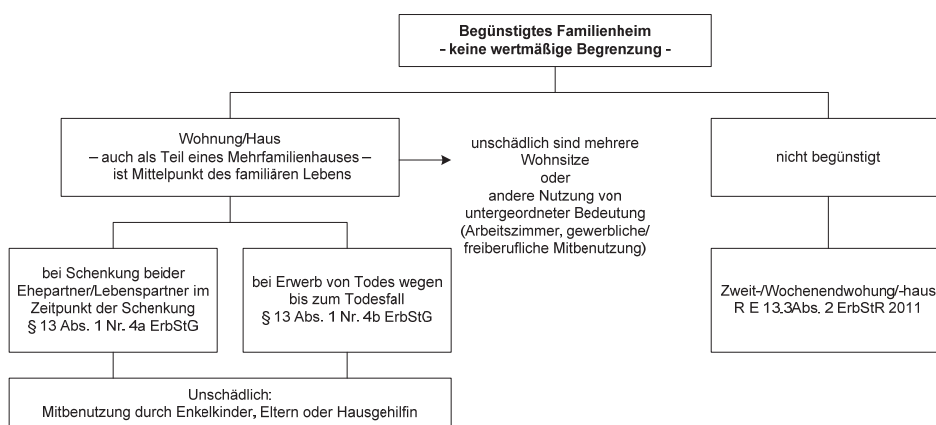 Begünstigtes Familienheim
- keine wertmäßige Begrenzung -
Wohnung/Haus
– auch als Teil eines Mehrfamilienhauses –
ist Mittelpunkt des familiären Lebens
unschädlich sind mehrere
Wohnsitze
oder
andere Nutzung von
untergeordneter Bedeutung
(Arbeitszimmer, gewerbliche/
freiberufliche Mitbenutzung)
nicht begünstigt
bei Schenkung beider
Ehepartner/Lebenspartner im
Zeitpunkt der Schenkung
§ 13 Abs. 1 Nr. 4a ErbStG
bei Erwerb von Todes wegen
bis zum Todesfall
§ 13 Abs. 1 Nr. 4b ErbStG
Zweit-/Wochenendwohung/-haus
R E 13.3Abs. 2 ErbStR 2011
Unschädlich:
Mitbenutzung durch Enkelkinder, Eltern oder Hausgehilfin